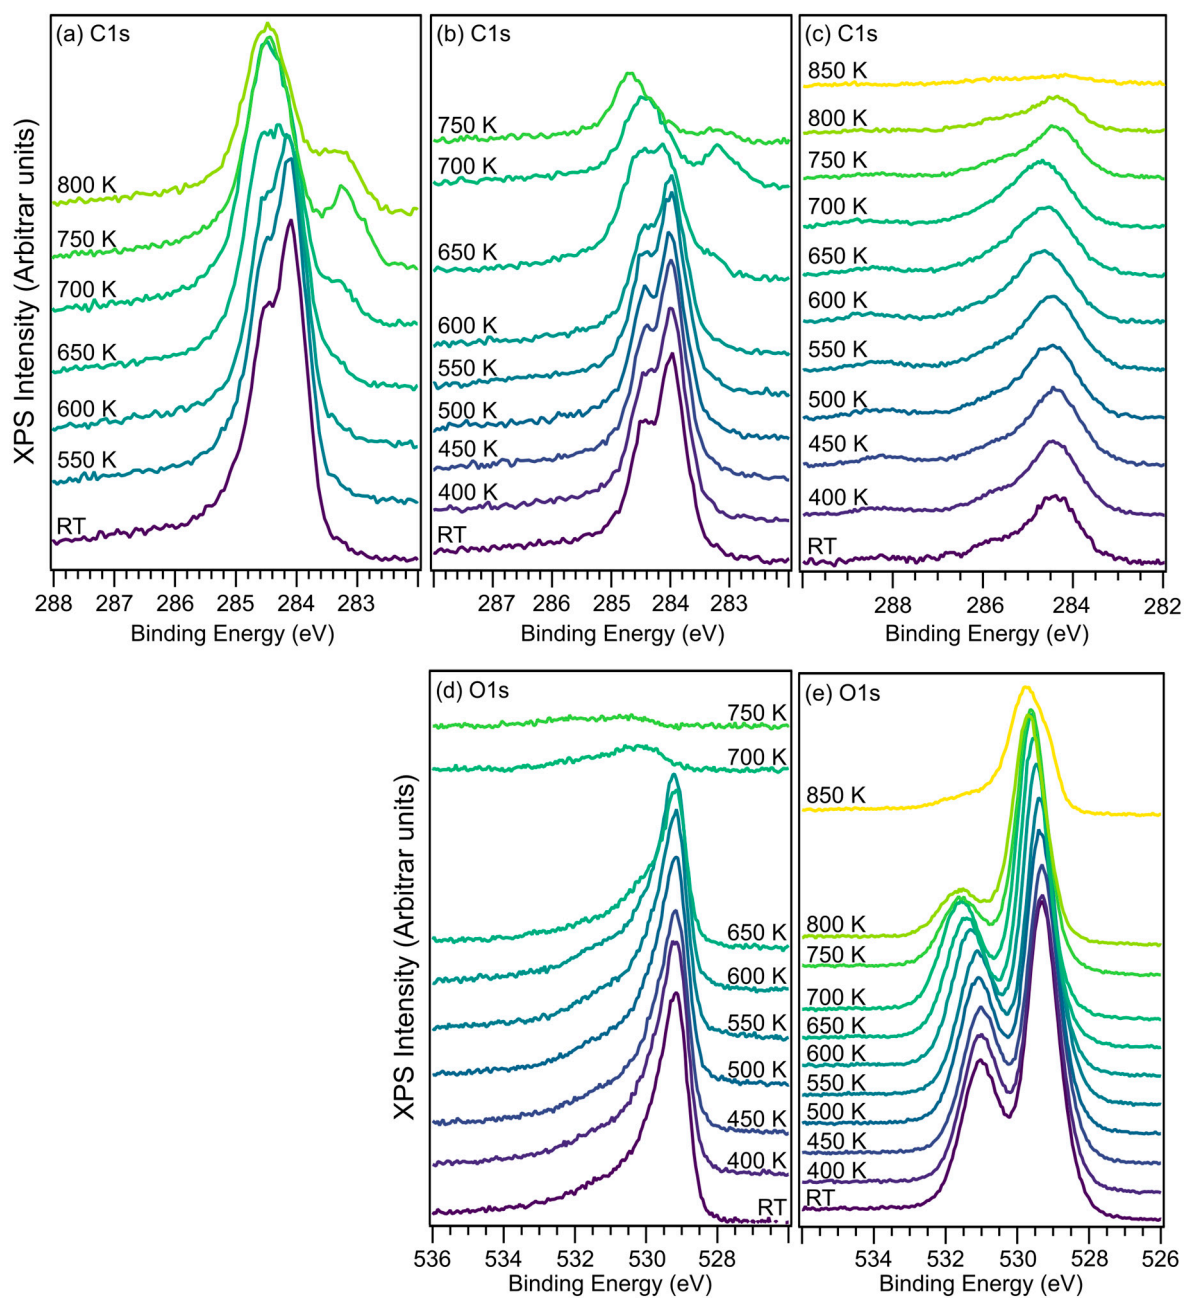 (a) C1s
800 K
750 K
700 K
650 K
600 K
550 K
RT
288 287 286 285 284 283
Binding Energy (eV)
XPS Intensity (Arbitrar units)
(b) C1s
750 K
700 K
650 K
600 K
550 K
500 K
450 K
400 K
RT
287 286 285 284 283
Binding Energy (eV)
(c) C1s
850 K
800 K
750 K
700 K
650 K
600 K
550 K
500 K
450 K
400 K
RT
288 286 284 282
Binding Energy (eV)
(d) O1s
750 K
700 K
650 K
600 K
550 K
500 K
450 K
400 K
RT
536 534 532 530 528
Binding Energy (eV)
XPS Intensity (Arbitrar units)
(e) O1s
850 K
800 K
750 K
700 K
650 K
600 K
550 K
500 K
450 K
400 K
RT
534 532 530 528 526
Binding Energy (eV)